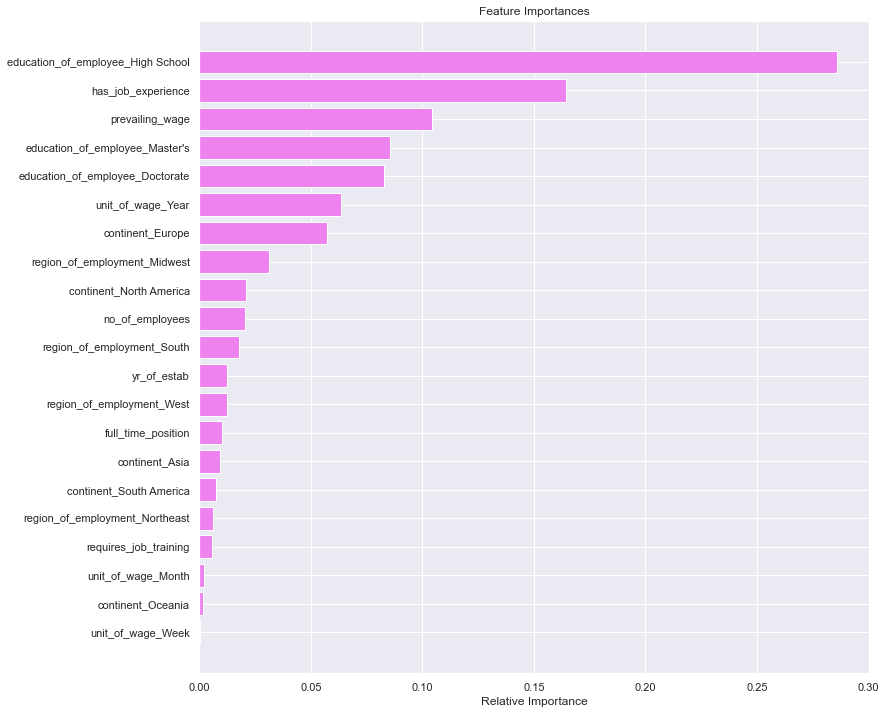 Feature Importances
education_of_employee_High School
has_job_experience
prevailing_wage
education_of_employee_Master's
education_of_employee_Doctorate
unit_of_wage_Year
continent_Europe
region_of_employment_Midwest
continent_North America
no_of_employees
region_of_employment_South
yr_of_estab
region_of_employment_West
full_time_position
continent_Asia
continent_South America
region_of_employment_Northeast
requires_job_training
unit_of_wage_Month
continent_Oceania
unit_of_wage_Week
0.00 0.05 0.10 0.15 0.20 0.25 0.30
Relative Importance